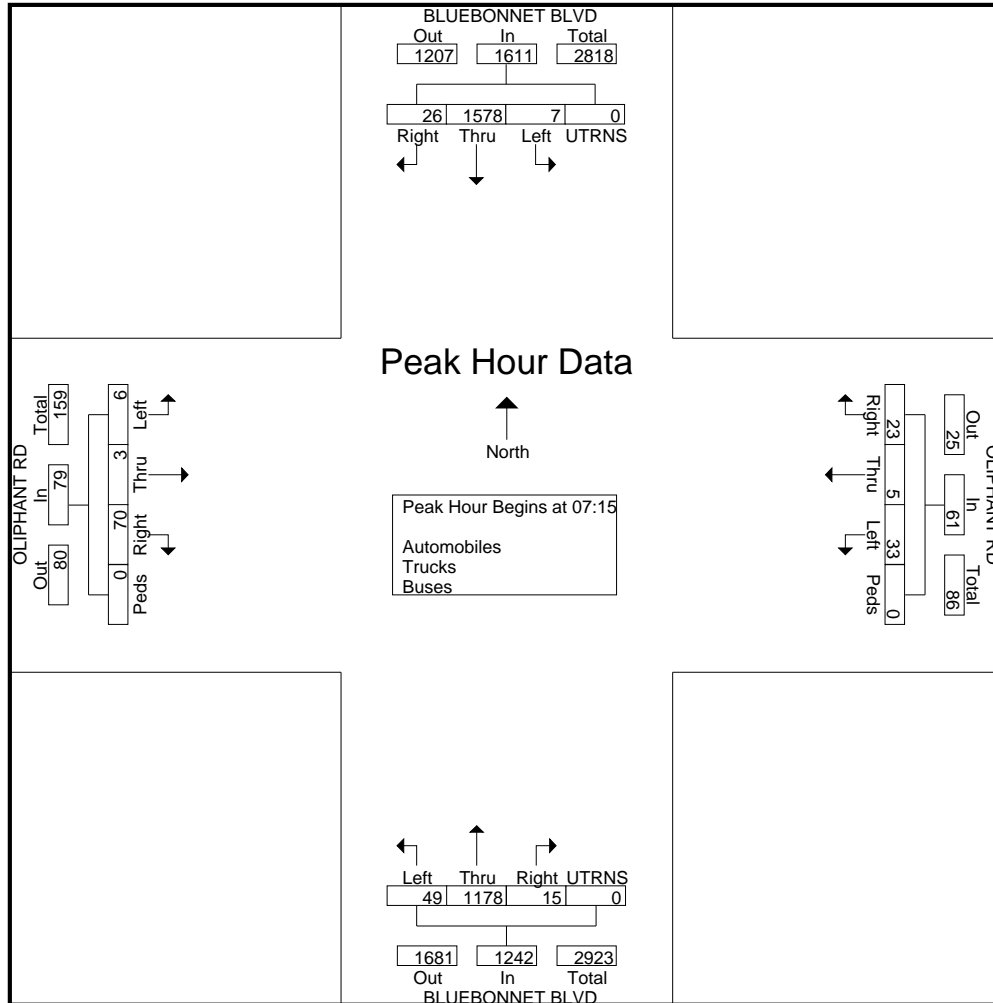 BLUEBONNET BLVD
Out In Total
1207 1611 2818
26 1578 7 0
Right Thru Left UTRNS
Peak Hour Data
North
Peak Hour Begins at 07:15
Automobiles
Trucks
Buses
OLIPHANT RD
Out In Total
80 79 159
0 70 3 6
Peds Right Thru Left
OLIPHANT RD
Out In Total
25 61 86
23 5 33 0
Right Thru Left Peds
Left Thru Right UTRNS
49 1178 15 0
1681 1242 2923
Out In Total
BLUEBONNET BLVD